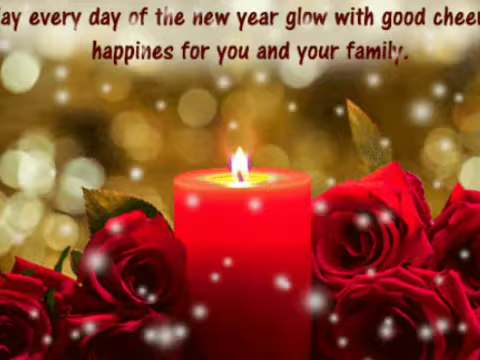 ay every day of the new year glow with good cheer
happines for you and your family.